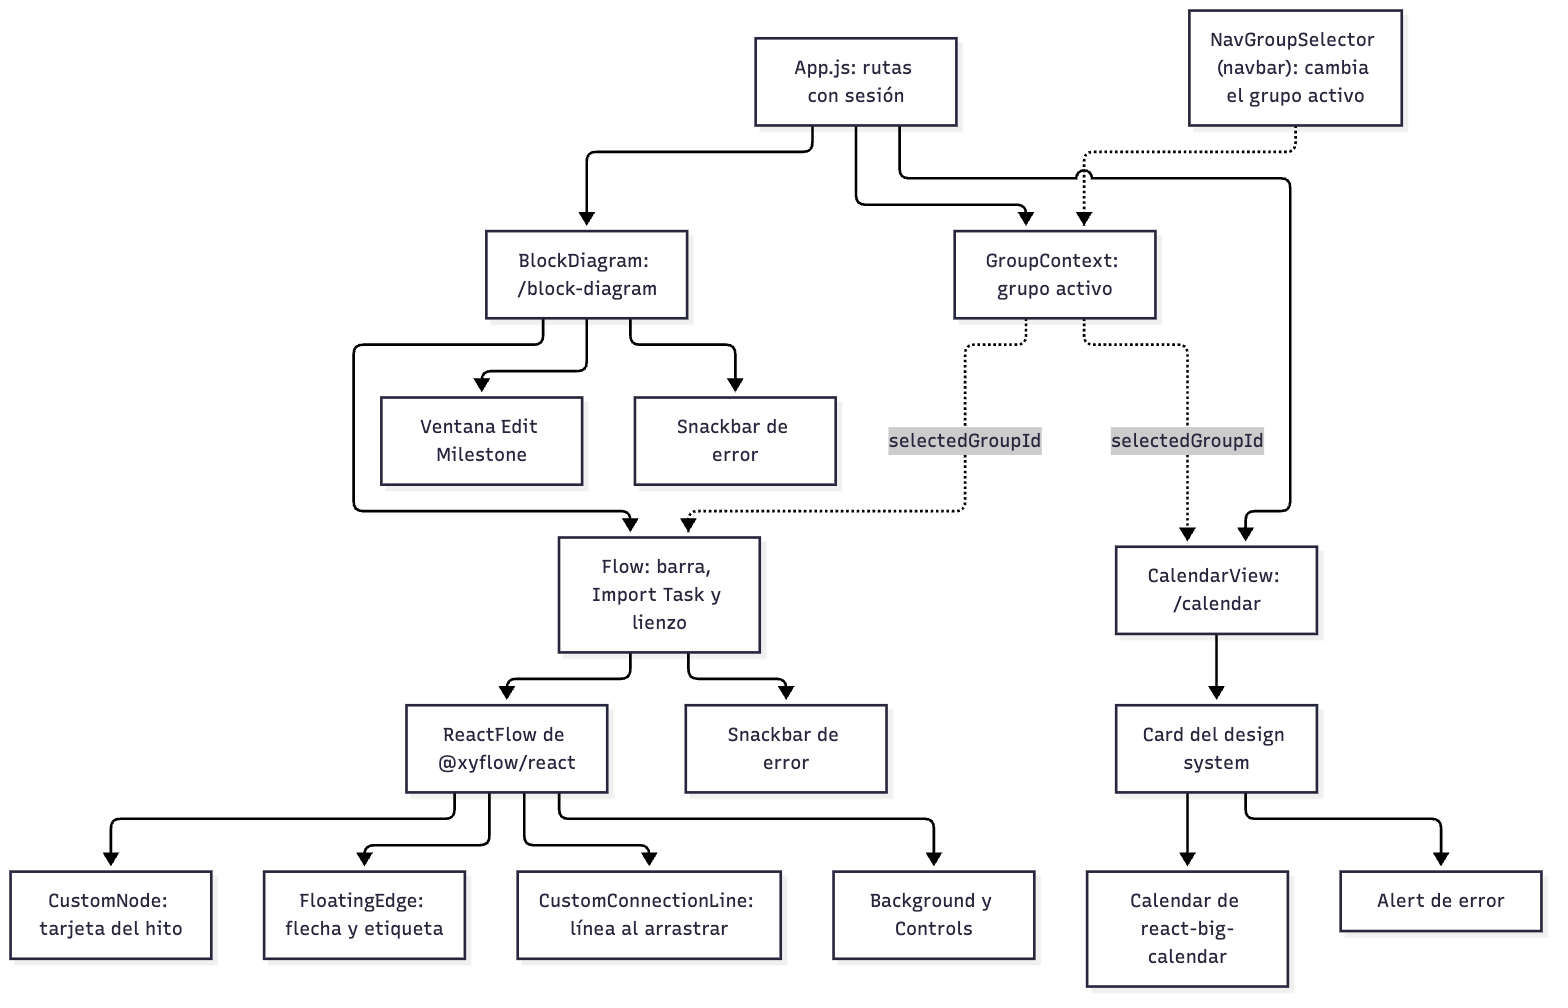 NavGroupSelector
(navbar): cambia
el grupo activo
App.js: rutas
con sesión
BlockDiagram:
/block-diagram
GroupContext:
grupo activo
Ventana Edit
Milestone
Snackbar de
error
selectedGroupId
selectedGroupId
Flow: barra,
Import Task y
lienzo
CalendarView:
/calendar
ReactFlow de
@xyflow/react
Snackbar de
error
Card del design
system
CustomNode:
tarjeta del hito
FloatingEdge:
flecha y etiqueta
CustomConnectionLine:
línea al arrastrar
Background y
Controls
Calendar de
react-big-
calendar
Alert de error